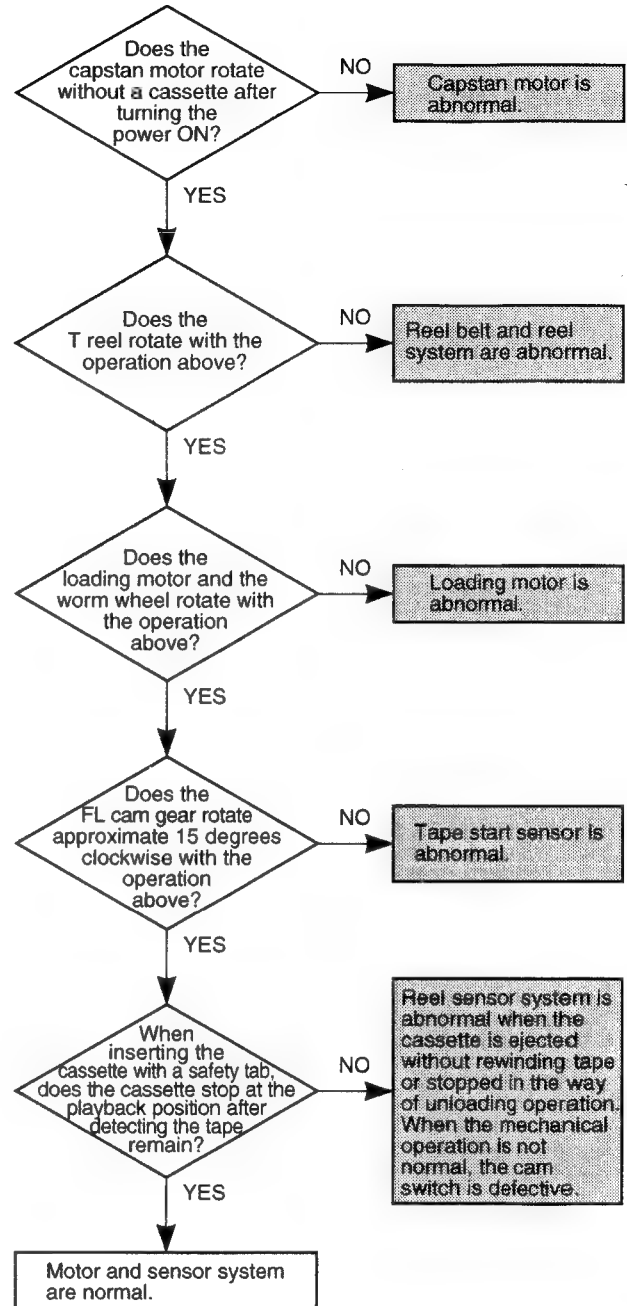 Does the
capstan motor rotate
without a cassette after
turning the
power ON?
NO
Capstan motor is
abnormal.
YES
Does the
T reel rotate with the
operation above?
NO
Reel belt and reel
system are abnormal.
YES
Does the
loading motor and the
worm wheel rotate with
the operation
above?
NO
Loading motor is
abnormal.
YES
Does the
FL cam gear rotate
approximate 15 degrees
clockwise with the
operation
above?
NO
Tape start sensor is
abnormal.
YES
When
inserting the
cassette with a safety tab,
does the cassette stop at the
playback position after
detecting the tape
remain?
NO
Reel sensor system is
abnormal when the
cassette is ejected
without rewinding tape
or stopped in the way
of unloading operation.
When the mechanical
operation is not
normal, the cam
switch is defective.
YES
Motor and sensor system
are normal.